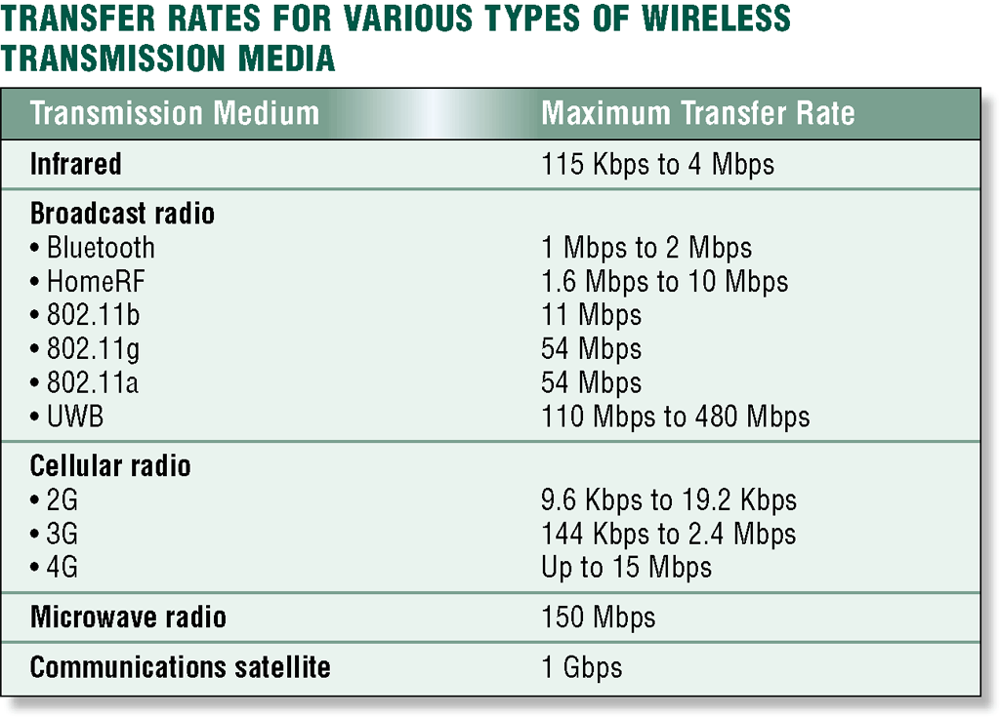 TRANSFER RATES FOR VARIOUS TYPES OF WIRELESS
TRANSMISSION MEDIA
Transmission Medium Maximum Transfer Rate
Infrared 115 Kbps to 4 Mbps
Broadcast radio
• Bluetooth 1 Mbps to 2 Mbps
• HomeRF 1.6 Mbps to 10 Mbps
• 802.11b 11 Mbps
• 802.11g 54 Mbps
• 802.11a 54 Mbps
• UWB 110 Mbps to 480 Mbps
Cellular radio
• 2G 9.6 Kbps to 19.2 Kbps
• 3G 144 Kbps to 2.4 Mbps
• 4G Up to 15 Mbps
Microwave radio 150 Mbps
Communications satellite 1 Gbps